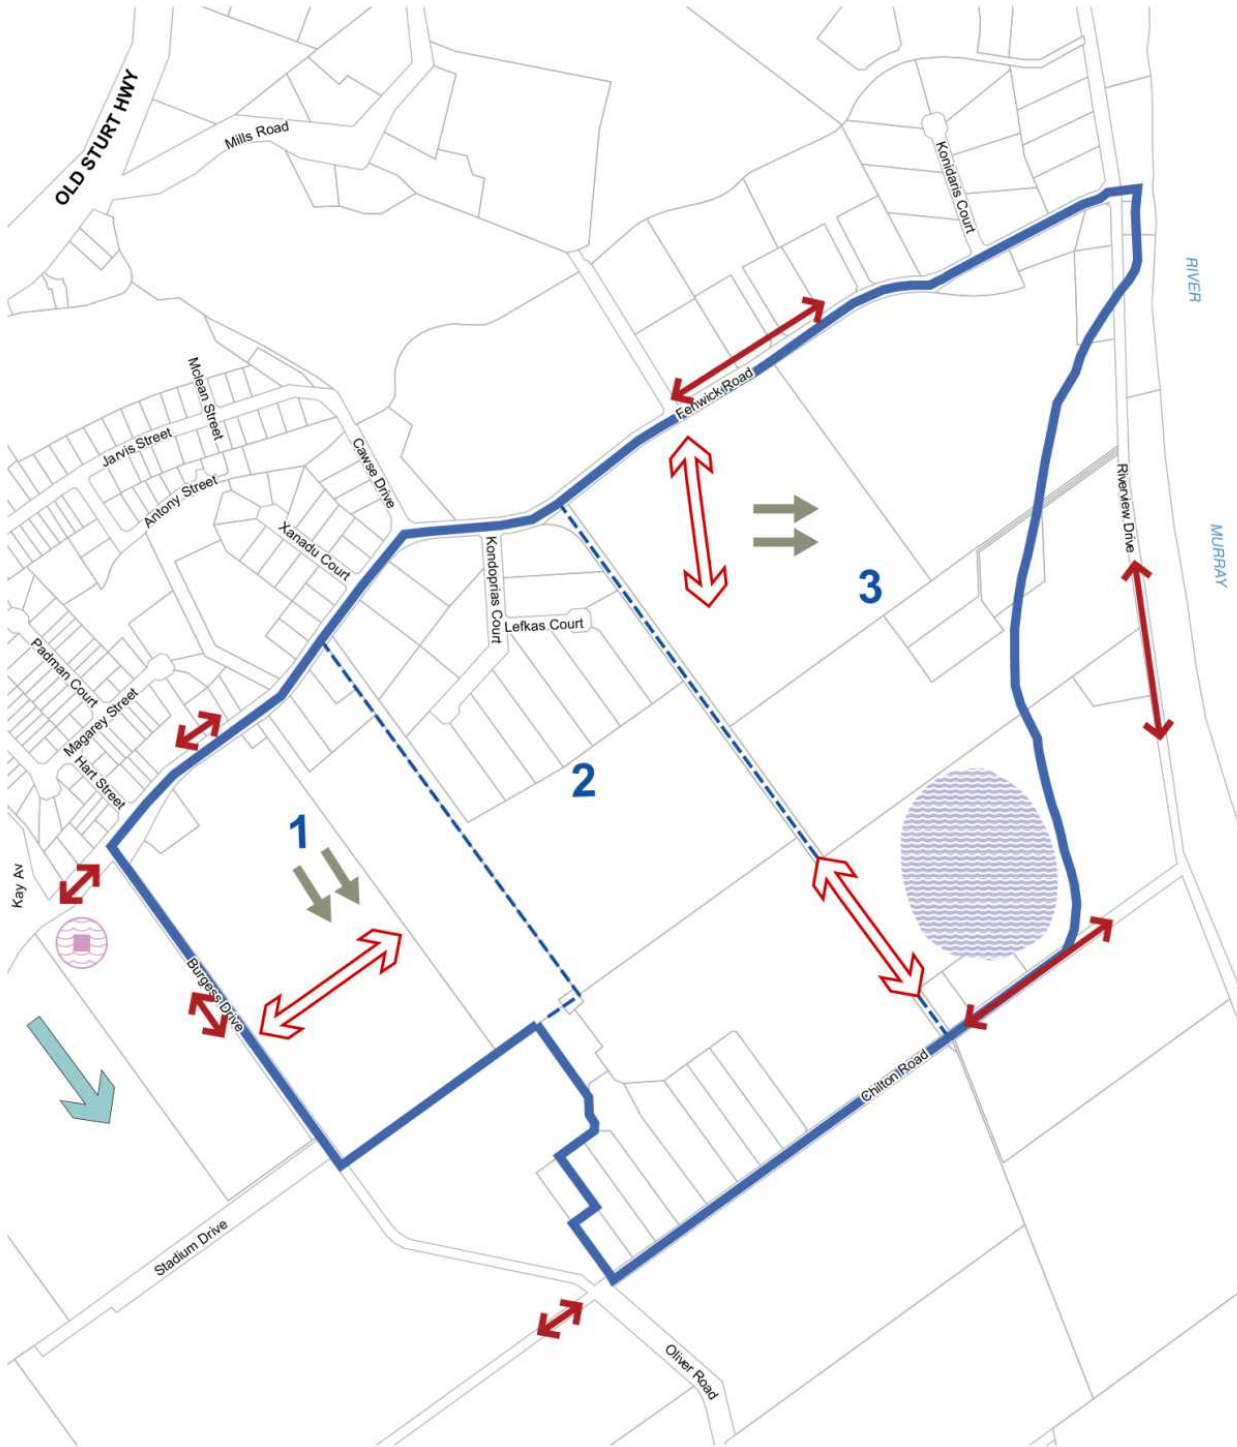 OLD STURT HWY
Mills Road
Konidaris Court
RIVER
Mclean Street
Jarvis Street
Cawse Drive
Fenwick Road
Antony Street
Riverview Drive
MURRAY
Xanadu Court
Kondoprias Court
Lefkas Court
3
Padman Court
Magarey Street
Hart Street
2
1
Kay Av
Burgess Drive
Chilton Road
Stadium Drive
Oliver Road